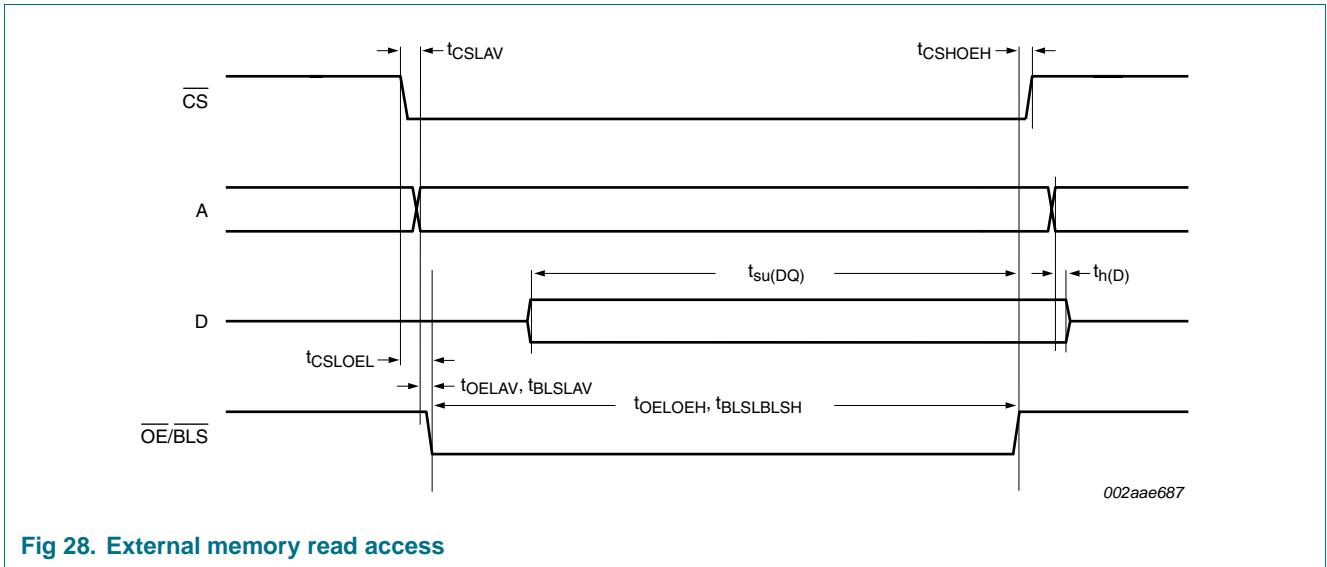 tCSLAV
tCSHOEH
CS
A
tsu(DQ)
th(D)
D
tCSLOEL
tOELAV, tBLSLAV
tOELOEH, tBLSLBLSH
OE/BLS
002aae687
Fig 28. External memory read access